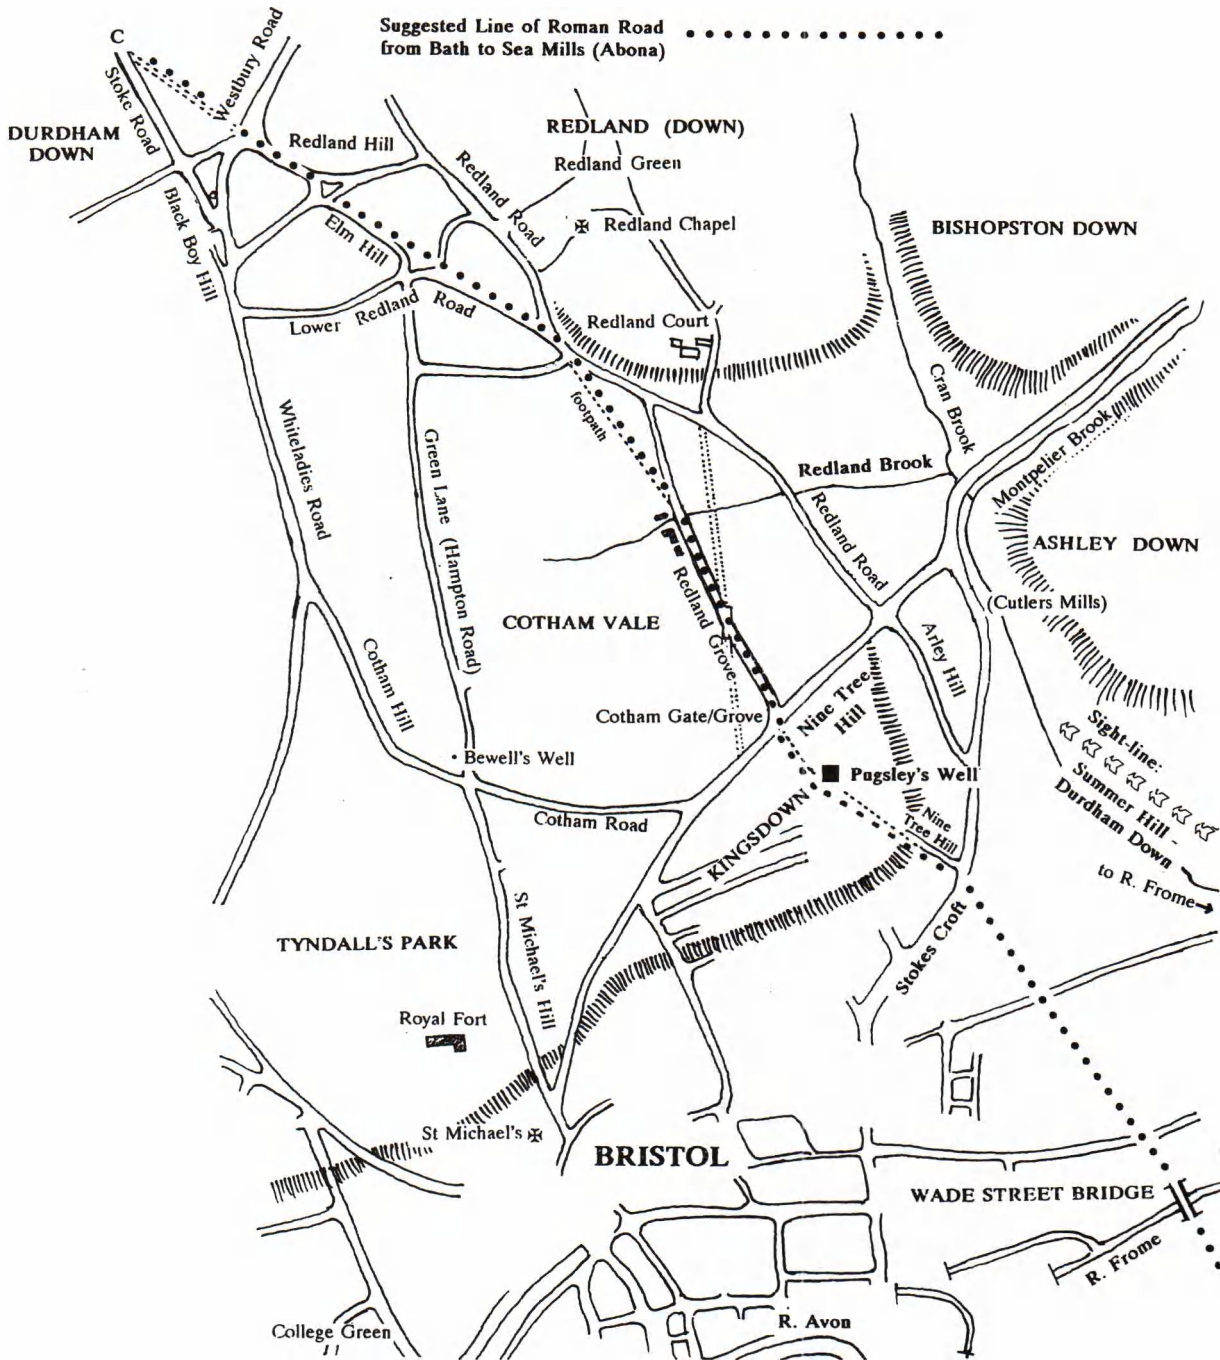 Suggested Line of Roman Road
from Bath to Sea Mills (Abona)
C
Stoke Road
Westbury Road
DURDHAM
DOWN
Redland Hill
REDLAND (DOWN)
Redland Green
Redland Road
Redland Chapel
BISHOPSTON DOWN
Black Boy Hill
Elm Hill
Lower Redland Road
Redland Court
Cran Brook
footpath
Whiteladies Road
Green Lane (Hampton Road)
Redland Brook
Montpelier Brook
Redland Road
ASHLEY DOWN
(Cutlers Mills)
Redland Grove
COTHAM VALE
Arley Hill
Cotham Hill
Cotham Gate/Grove
Nine Tree
Hill
Sight-line:
Summer Hill -
Durdham Down
Bewell's Well
Pugsley's Well
Nine
Tree Hill
Cotham Road
KINGSDOWN
to R. Frome
St Michael's Hill
TYNDALL'S PARK
Stokes Croft
Royal Fort
St Michael's
BRISTOL
WADE STREET BRIDGE
R. Frome
College Green
R. Avon